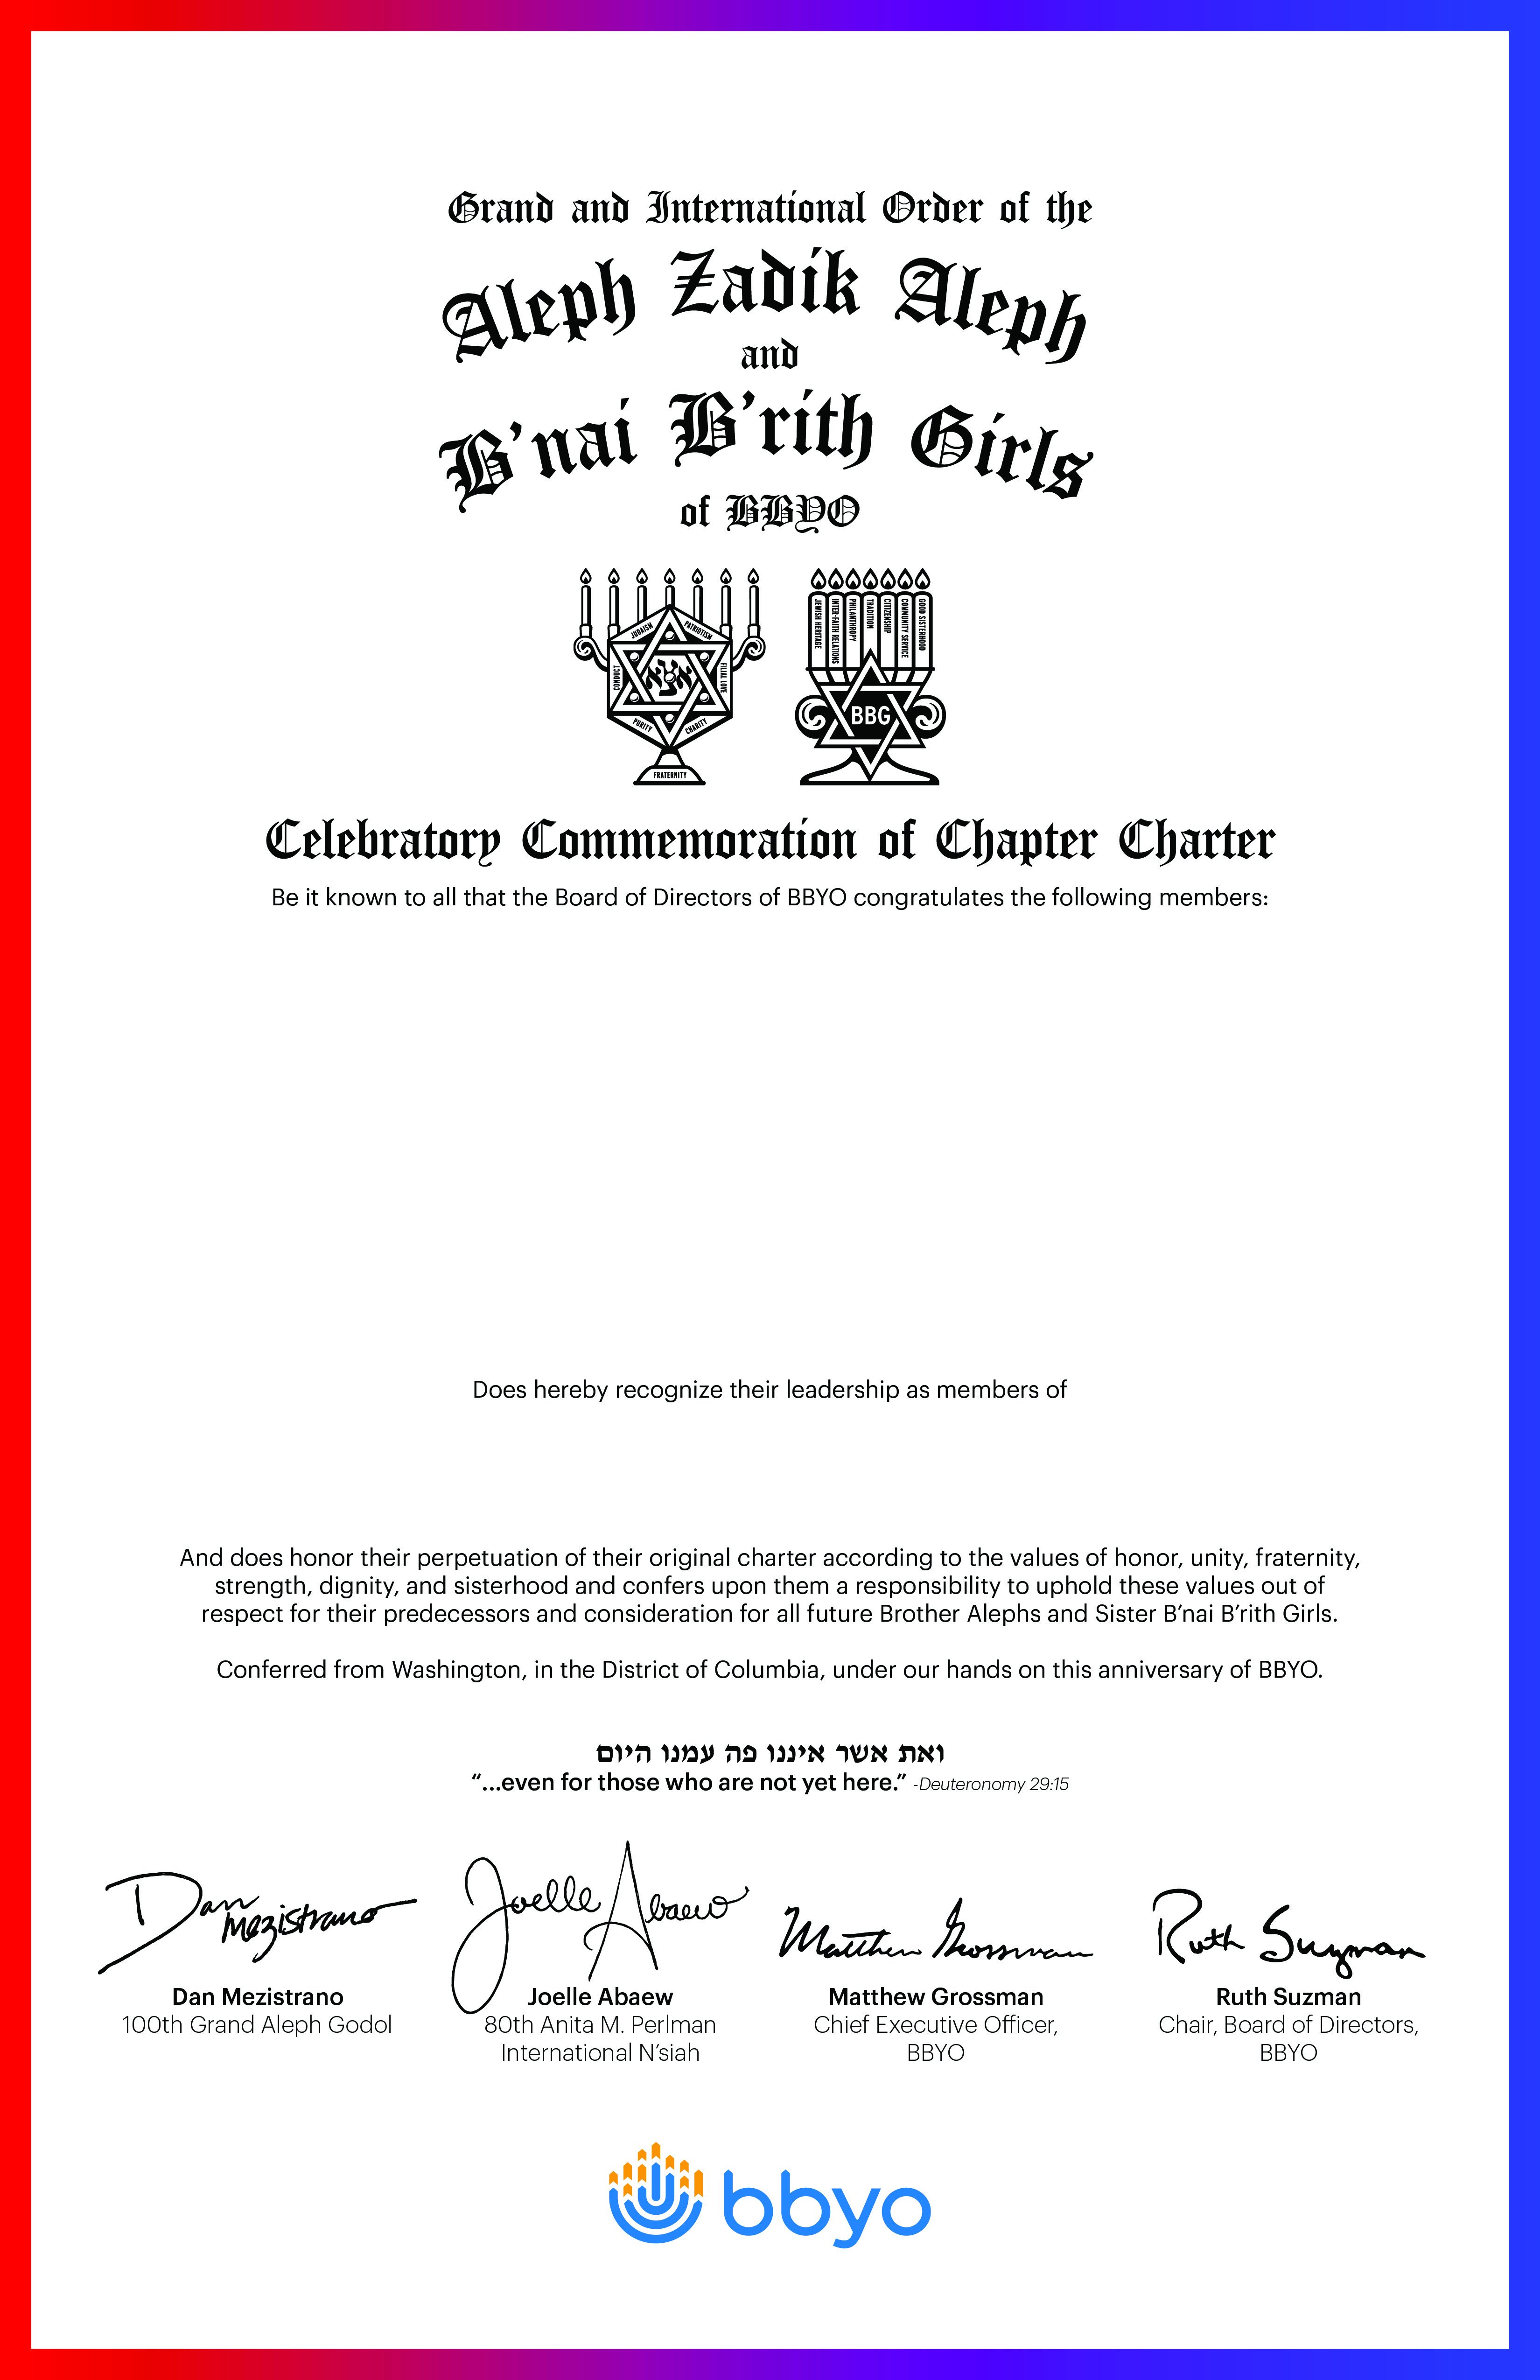 Grand and International Order of the
Aleph Zadik Aleph
and
B'nai B'rith Girls
of BBYO
JUDAISM
PATRIOTISM
CONDUCT
אצא
FILIAL LOVE
PURITY
CHARITY
FRATERNITY
JEWISH HERITAGE
INTER-FAITH RELATIONS
PHILANTHROPY
TRADITION
CITIZENSHIP
COMMUNITY SERVICE
GOOD SISTERHOOD
BBG
Celebratory Commemoration of Chapter Charter
Be it known to all that the Board of Directors of BBYO congratulates the following members:
Does hereby recognize their leadership as members of
And does honor their perpetuation of their original charter according to the values of honor, unity, fraternity,
strength, dignity, and sisterhood and confers upon them a responsibility to uphold these values out of
respect for their predecessors and consideration for all future Brother Alephs and Sister B'nai B'rith Girls.
Conferred from Washington, in the District of Columbia, under our hands on this anniversary of BBYO.
ואת אשר איננו פה עמנו היום
“...even for those who are not yet here.” -Deuteronomy 29:15
Dan Mezistrano
Joelle Abaew
Matthew Grossman
Ruth Suzman
Dan Mezistrano
100th Grand Aleph Godol
Joelle Abaew
80th Anita M. Perlman
International N'siah
Matthew Grossman
Chief Executive Officer,
BBYO
Ruth Suzman
Chair, Board of Directors,
BBYO
bbyo